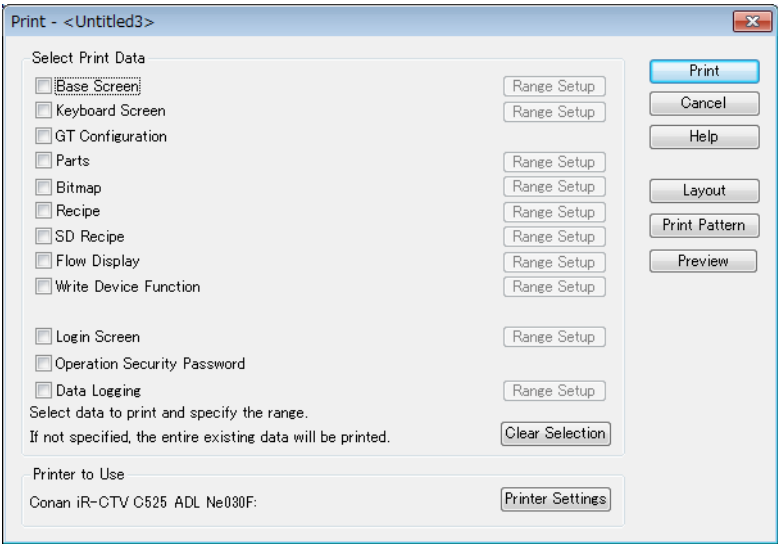 Print - <Untitled3>
Select Print Data
Base Screen Range Setup
Keyboard Screen Range Setup
GT Configuration
Parts Range Setup
Bitmap Range Setup
Recipe Range Setup
SD Recipe Range Setup
Flow Display Range Setup
Write Device Function Range Setup
Login Screen Range Setup
Operation Security Password
Data Logging Range Setup
Select data to print and specify the range.
If not specified, the entire existing data will be printed.
Clear Selection
Printer to Use
Conan iR-CTV C525 ADL Ne030F:
Printer Settings
Print
Cancel
Help
Layout
Print Pattern
Preview